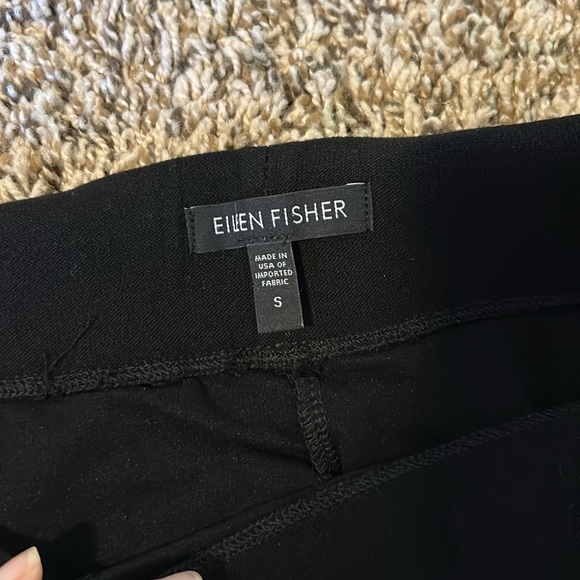 EILEEN FISHER
MADE IN
USA OF
IMPORTED
FABRIC
S